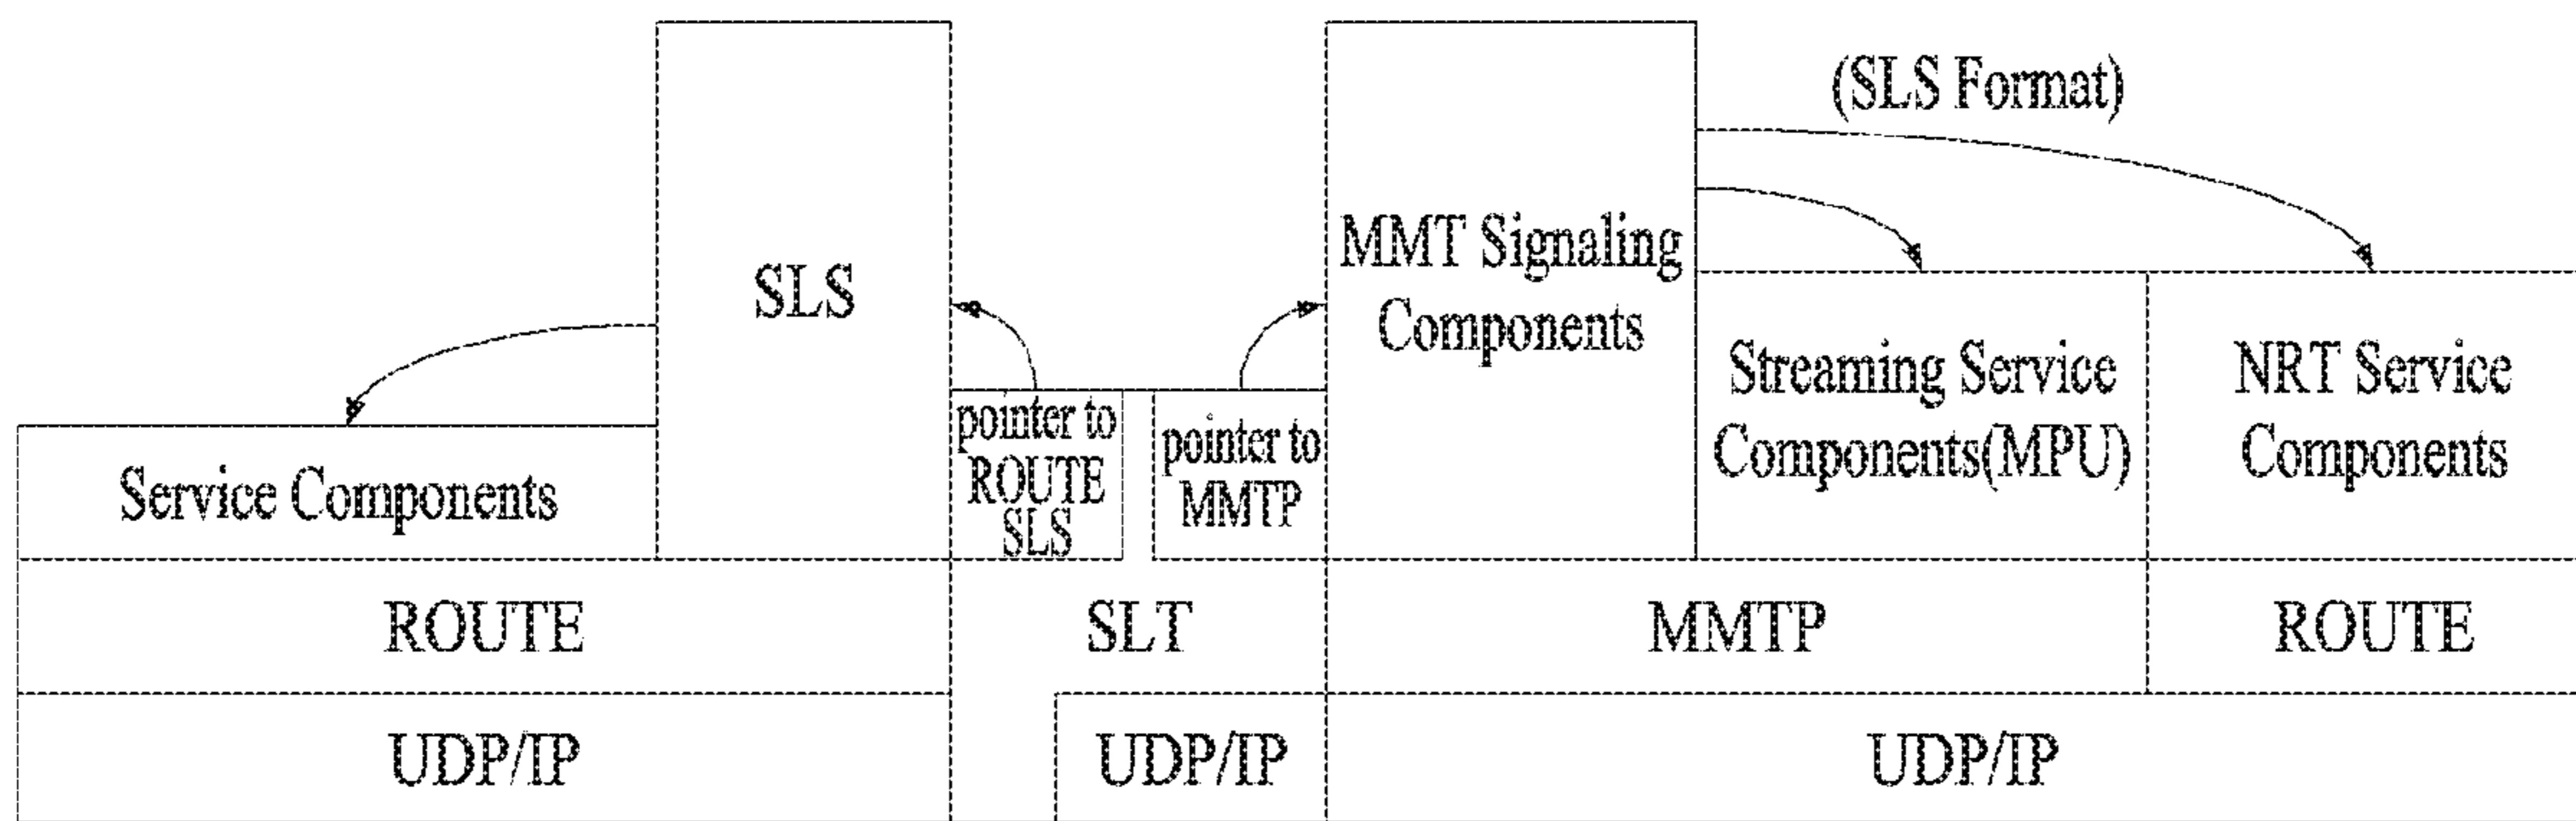 (SLS Format)
SLS
MMT Signaling
Components
Service Components
pointer to
ROUTE
SLS
pointer to
MMTP
Streaming Service
Components(MPU)
NRT Service
Components
ROUTE
SLT
MMTP
ROUTE
UDP/IP
UDP/IP
UDP/IP